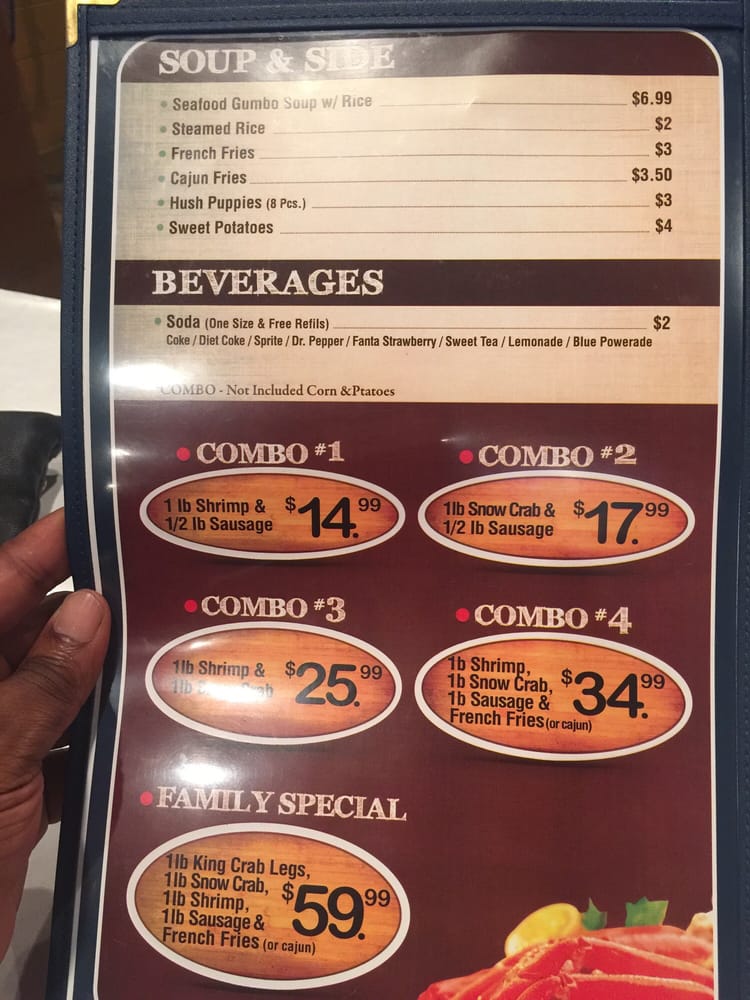 SOUP & SIDE
Seafood Gumbo Soup w/ Rice $6.99
Steamed Rice $2
French Fries $3
Cajun Fries $3.50
Hush Puppies (8 Pcs.) $3
Sweet Potatoes $4
BEVERAGES
Soda (One Size & Free Refils) $2
Coke / Diet Coke / Sprite / Dr. Pepper / Fanta Strawberry / Sweet Tea / Lemonade / Blue Powerade
COMBO - Not Included Corn &Ptatoes
COMBO #1
1 lb Shrimp &
1/2 lb Sausage
$14.99
COMBO #2
1lb Snow Crab &
1/2 lb Sausage
$17.99
COMBO #3
1lb Shrimp &
1lb Crab
$25.99
COMBO #4
1b Shrimp,
1b Snow Crab,
1b Sausage &
French Fries (or cajun)
$34.99
FAMILY SPECIAL
1lb King Crab Legs,
1lb Snow Crab,
1lb Shrimp,
1lb Sausage &
French Fries (or cajun)
$59.99